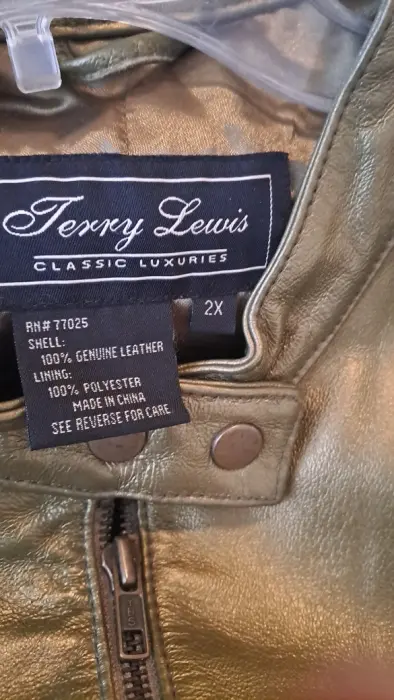 Terry Lewis
CLASSIC LUXURIES
2X
RN# 77025
SHELL:
100% GENUINE LEATHER
LINING:
100% POLYESTER
MADE IN CHINA
SEE REVERSE FOR CARE